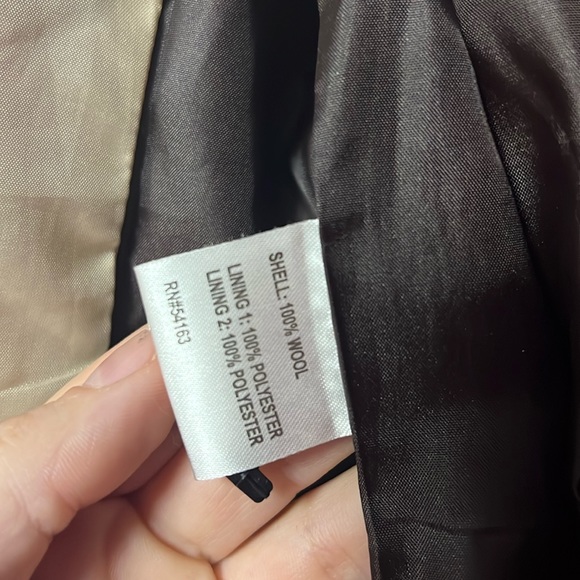 SHELL: 100% WOOL
LINING 1: 100% POLYESTER
LINING 2: 100% POLYESTER
RN#54163